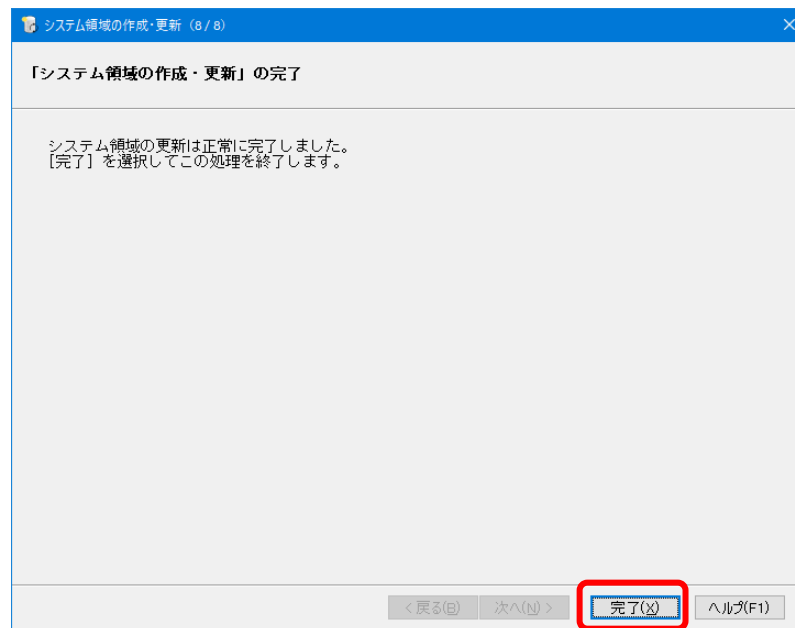 システム領域の作成・更新（8/8）
「システム領域の作成・更新」の完了
システム領域の更新は正常に完了しました。
[完了] を選択してこの処理を終了します。
< 戻る(B) 次へ(N) > 完了(X) ヘルプ(F1)